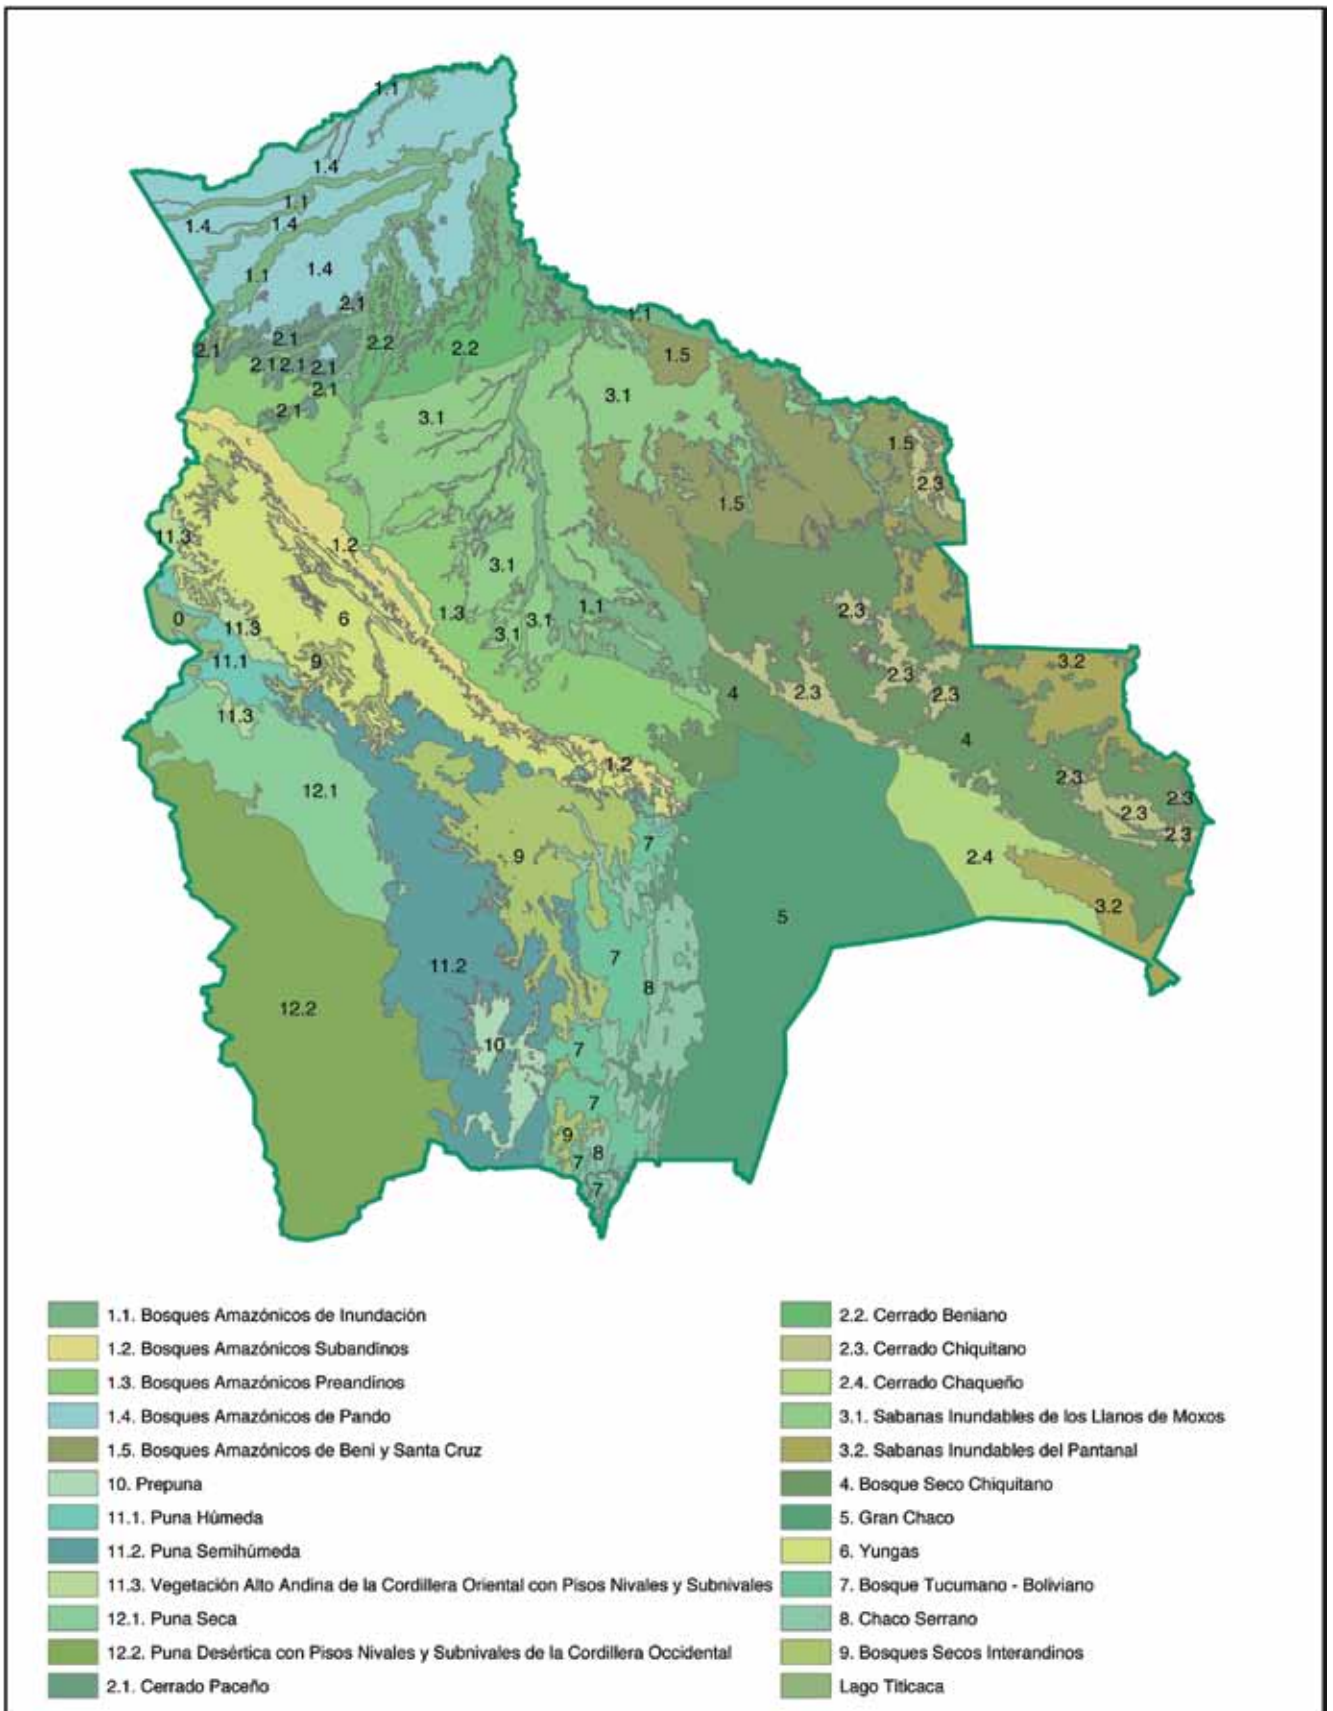 1.1
1.4
1.1
1.4
1.4
1.1
1.4
2.1
1.1
2.1
2.1
2.2
2.2
1.5
2.1
2.1
2.1
2.1
3.1
2.1
3.1
1.5
2.3
1.5
11.3
1.2
3.1
1.1
2.3
0
11.3
6
1.3
3.1
3.1
11.1
9
3.2
2.3
4
2.3
2.3
11.3
4
1.2
2.3
12.1
2.3
2.3
2.3
7
9
2.4
3.2
5
7
11.2
8
12.2
10
7
7
9
8
7
7
1.1. Bosques Amazónicos de Inundación
1.2. Bosques Amazónicos Subandinos
1.3. Bosques Amazónicos Preandinos
1.4. Bosques Amazónicos de Pando
1.5. Bosques Amazónicos de Beni y Santa Cruz
10. Prepuna
11.1. Puna Húmeda
11.2. Puna Semihúmeda
11.3. Vegetación Alto Andina de la Cordillera Oriental con Pisos Nivales y Subnivales
12.1. Puna Seca
12.2. Puna Desértica con Pisos Nivales y Subnivales de la Cordillera Occidental
2.1. Cerrado Paceño
2.2. Cerrado Beniano
2.3. Cerrado Chiquitano
2.4. Cerrado Chaqueño
3.1. Sabanas Inundables de los Llanos de Moxos
3.2. Sabanas Inundables del Pantanal
4. Bosque Seco Chiquitano
5. Gran Chaco
6. Yungas
7. Bosque Tucumano - Boliviano
8. Chaco Serrano
9. Bosques Secos Interandinos
Lago Titicaca